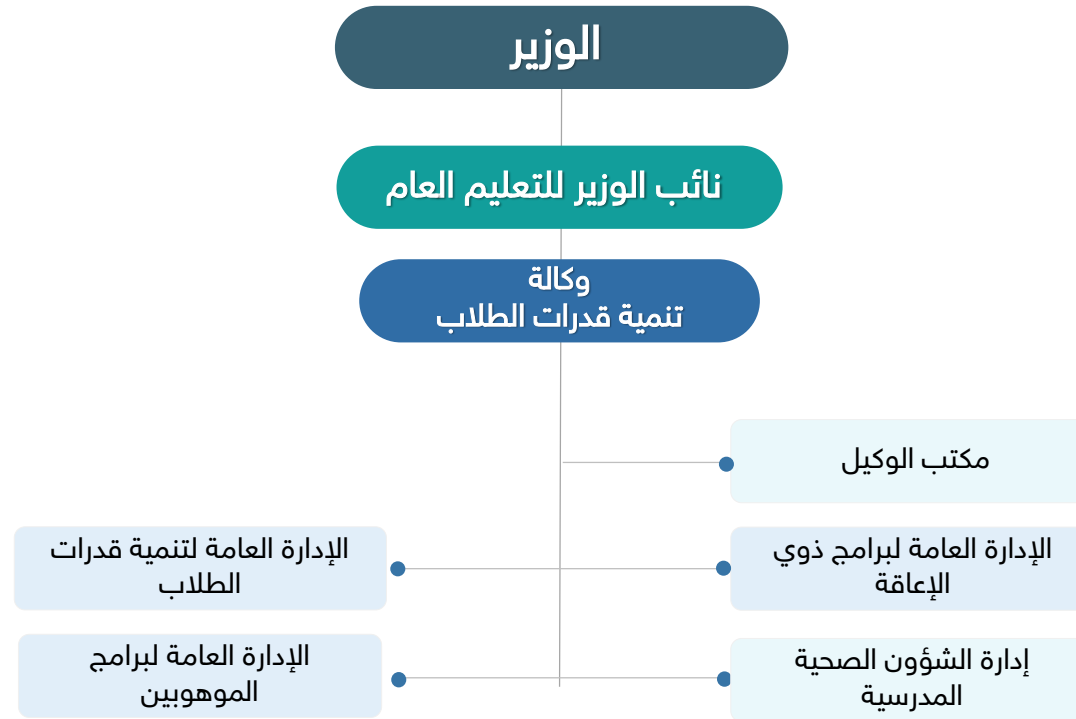 الوزير
نائب الوزير للتعليم العام
وكالة
تنمية قدرات الطلاب
مكتب الوكيل
الإدارة العامة لبرامج ذوي
الإعاقة
الإدارة العامة لتنمية قدرات
الطلاب
إدارة الشؤون الصحية
المدرسية
الإدارة العامة لبرامج
الموهوبين